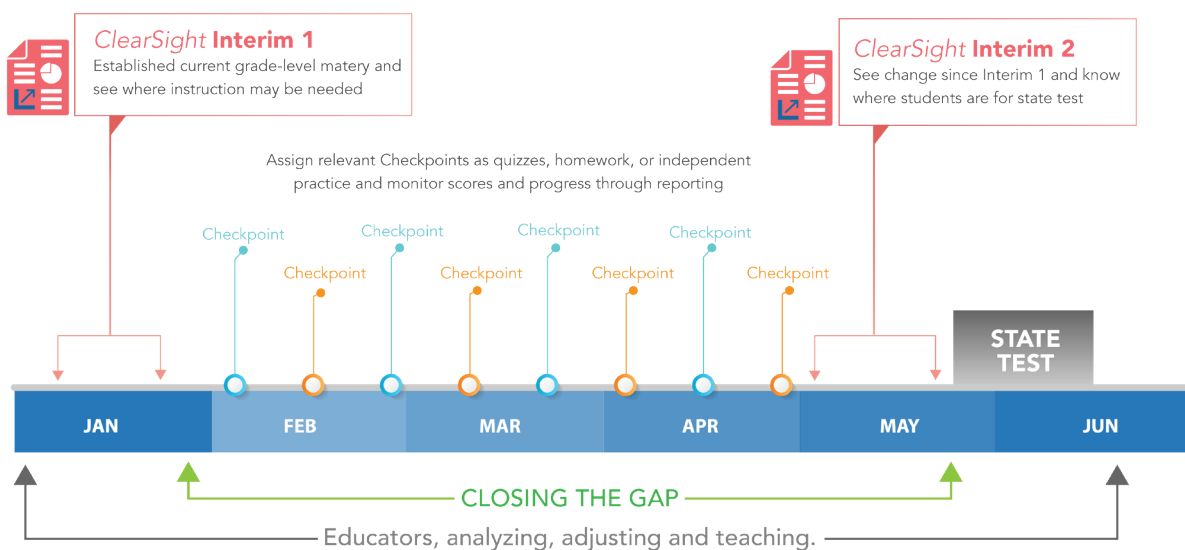 ClearSight Interim 1
Established current grade-level matery and
see where instruction may be needed
ClearSight Interim 2
See change since Interim 1 and know
where students are for state test
Assign relevant Checkpoints as quizzes, homework, or independent
practice and monitor scores and progress through reporting
Checkpoint
Checkpoint
Checkpoint
Checkpoint
Checkpoint
Checkpoint
Checkpoint
Checkpoint
STATE
TEST
JAN
FEB
MAR
APR
MAY
JUN
CLOSING THE GAP
Educators, analyzing, adjusting and teaching.